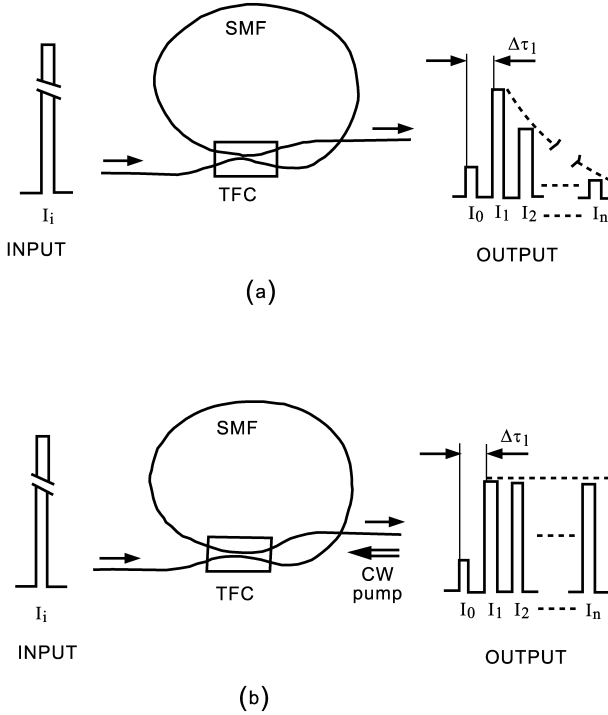 SMF
Δτ1
TFC
Ii
I0 I1 I2 In
INPUT
OUTPUT
(a)
SMF
Δτ1
CW
pump
TFC
Ii
I0 I1 I2 In
INPUT
OUTPUT
(b)